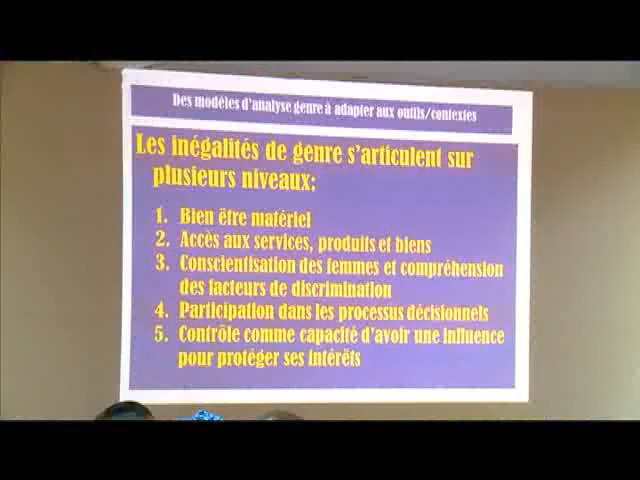 Des modèles d'analyse genre à adapter aux outils/contextes
Les inégalités de genre s'articulent sur
plusieurs niveaux:
1. Bien être matériel
2. Accès aux services, produits et biens
3. Conscientisation des femmes et compréhension
des facteurs de discrimination
4. Participation dans les processus décisionnels
5. Contrôle comme capacité d'avoir une influence
pour protéger ses intérêts